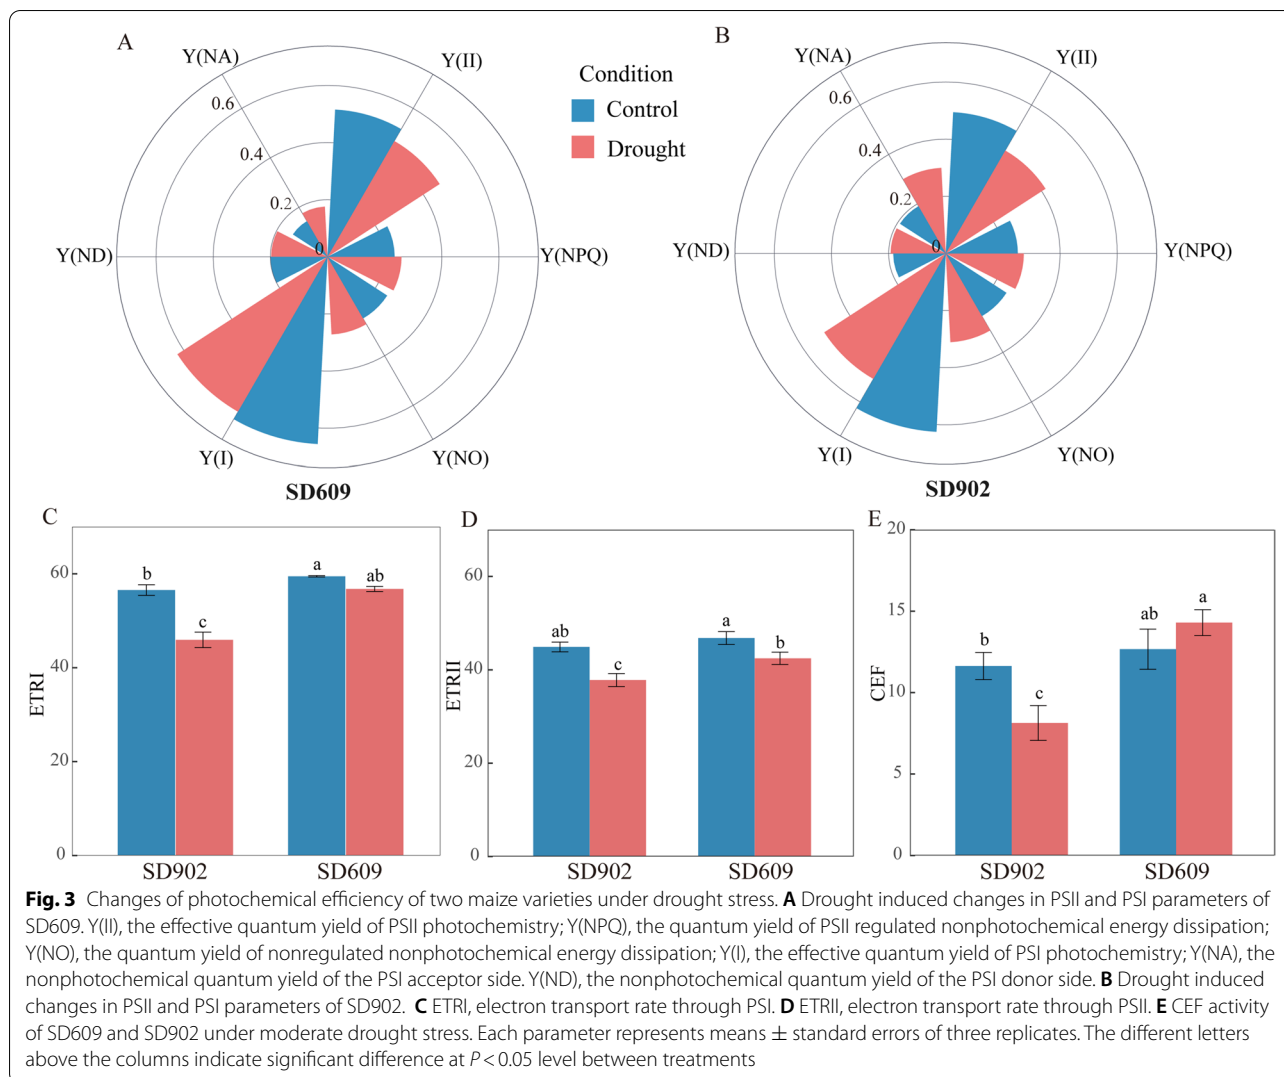 A
Y(NA)
Y(II)
0.6
0.4
0.2
0
Y(ND)
Y(NPQ)
Y(I)
Y(NO)
SD609
Condition
Control
Drought
B
Y(NA)
Y(II)
0.6
0.4
0.2
0
Y(ND)
Y(NPQ)
Y(I)
Y(NO)
SD902
C
ETRI
60
40
20
0
b
c
a
ab
SD902
SD609
D
ETRII
60
40
20
0
ab
c
a
b
SD902
SD609
E
CEF
20
15
10
5
0
b
c
ab
a
SD902
SD609
Fig. 3 Changes of photochemical efficiency of two maize varieties under drought stress. A Drought induced changes in PSII and PSI parameters of
SD609. Y(II), the effective quantum yield of PSII photochemistry; Y(NPQ), the quantum yield of PSII regulated nonphotochemical energy dissipation;
Y(NO), the quantum yield of nonregulated nonphotochemical energy dissipation; Y(I), the effective quantum yield of PSI photochemistry; Y(NA), the
nonphotochemical quantum yield of the PSI acceptor side. Y(ND), the nonphotochemical quantum yield of the PSI donor side. B Drought induced
changes in PSII and PSI parameters of SD902. C ETRI, electron transport rate through PSI. D ETRII, electron transport rate through PSII. E CEF activity
of SD609 and SD902 under moderate drought stress. Each parameter represents means ± standard errors of three replicates. The different letters
above the columns indicate significant difference at P < 0.05 level between treatments